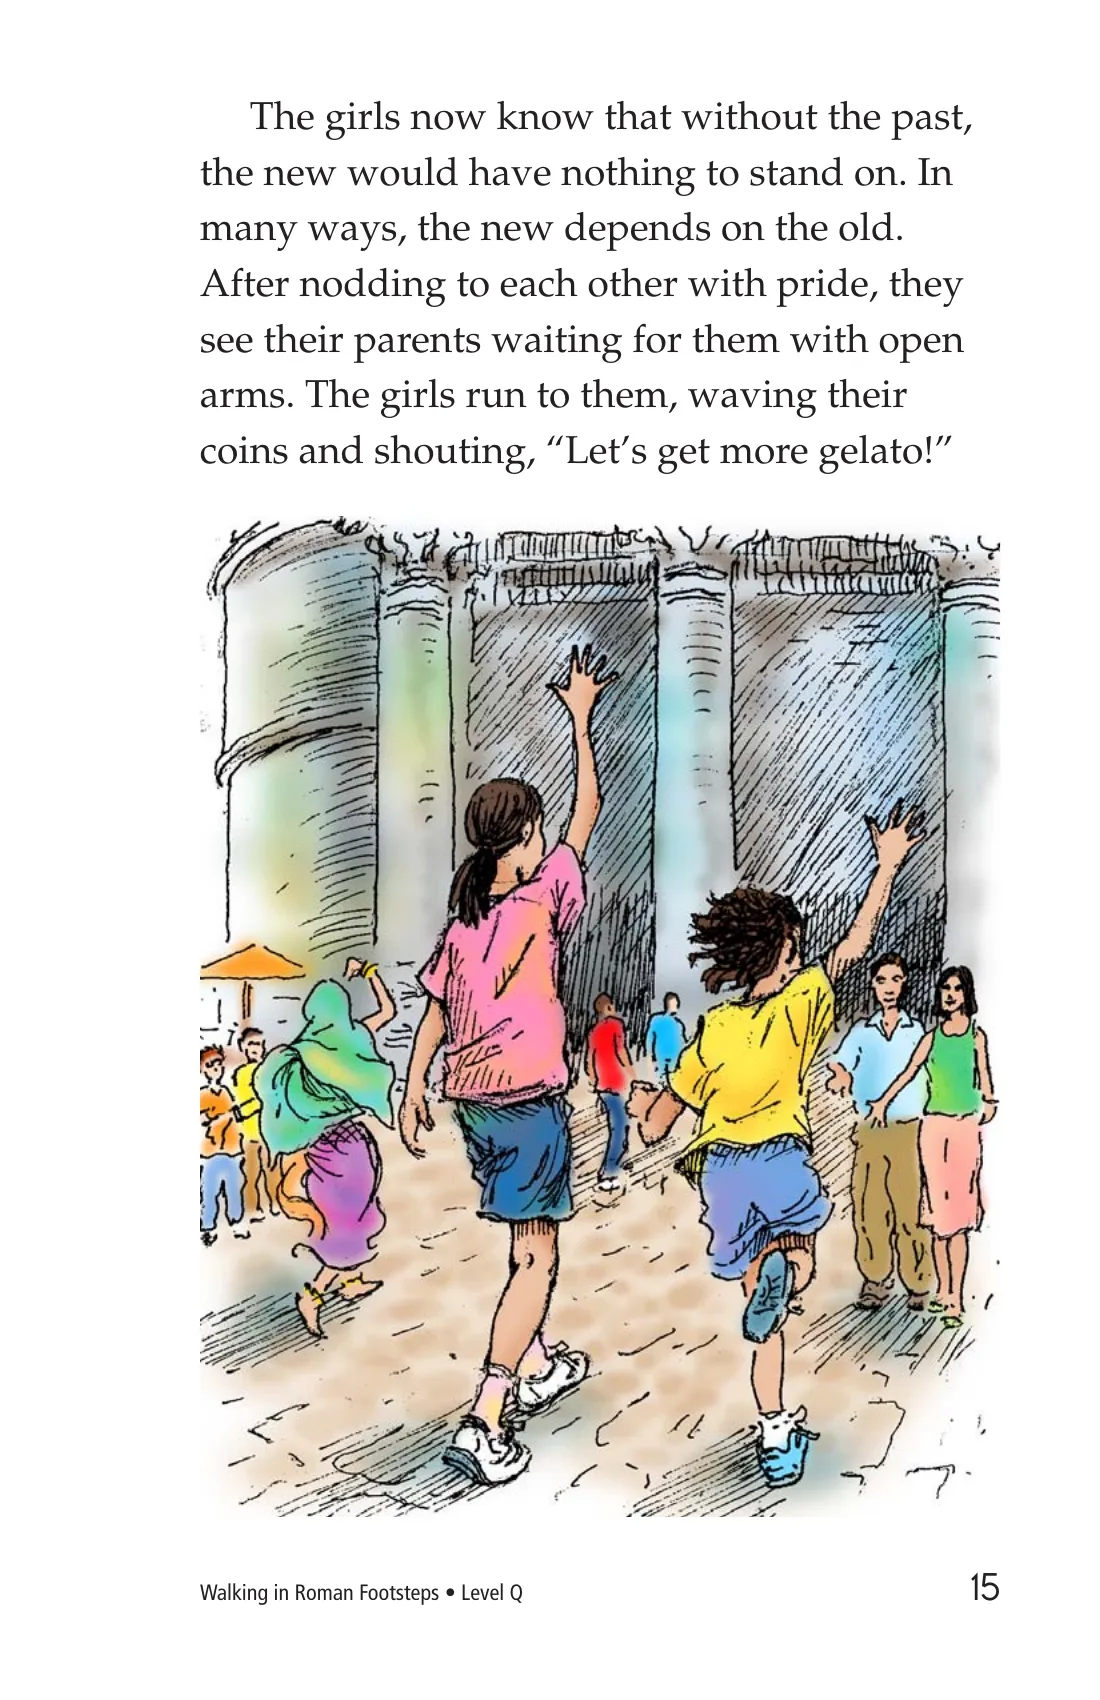 The girls now know that without the past,
the new would have nothing to stand on. In
many ways, the new depends on the old.
After nodding to each other with pride, they
see their parents waiting for them with open
arms. The girls run to them, waving their
coins and shouting, “Let’s get more gelato!”
Walking in Roman Footsteps • Level Q
15